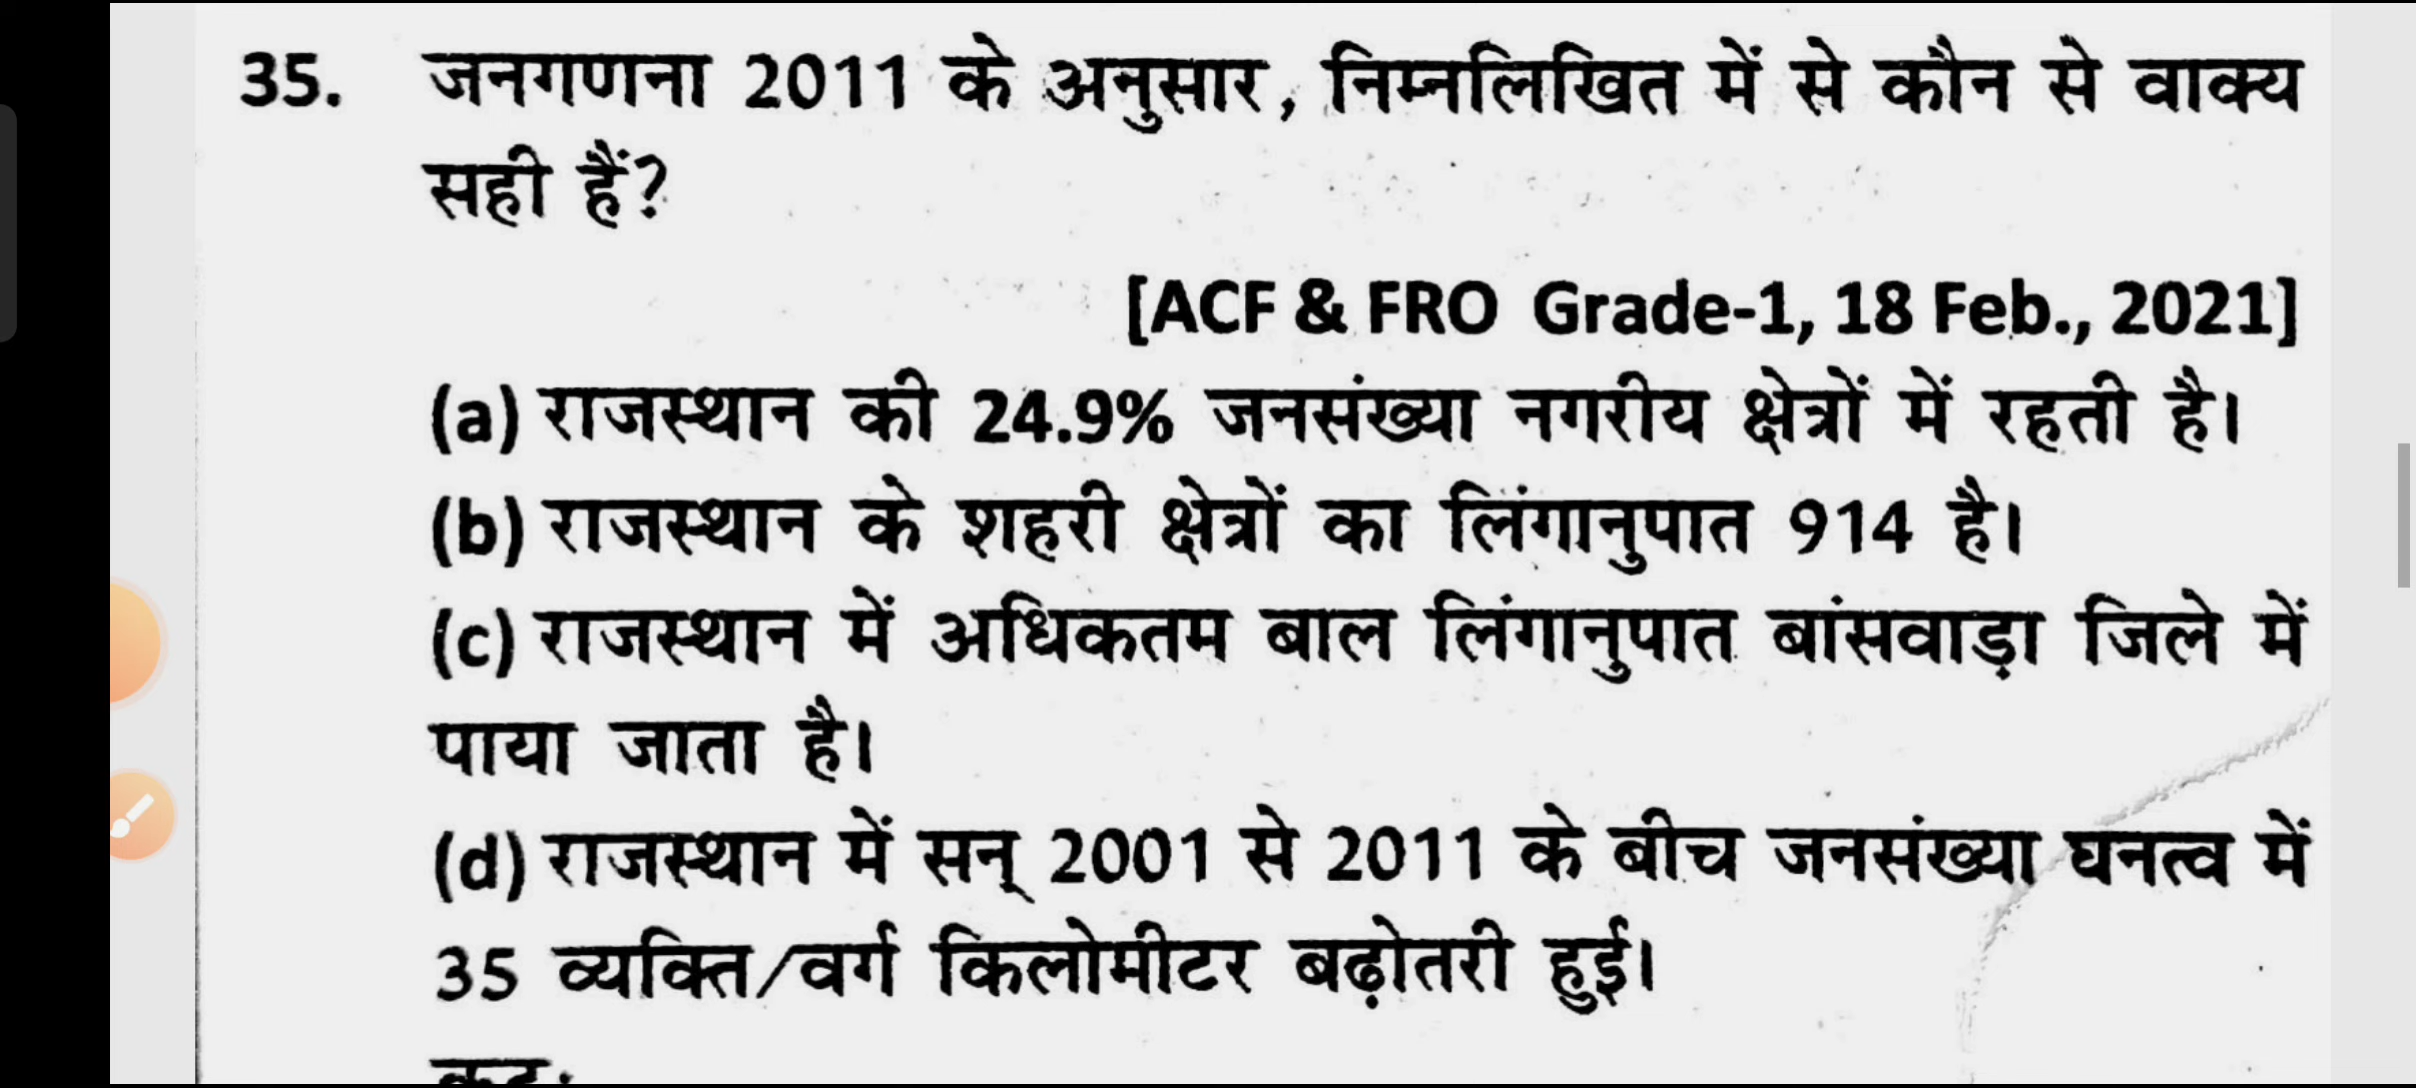 35. जनगणना 2011 के अनुसार, निम्नलिखित में से कौन से वाक्य
सही हैं?
[ACF & FRO Grade-1, 18 Feb., 2021]
(a) राजस्थान की 24.9% जनसंख्या नगरीय क्षेत्रों में रहती है।
(b) राजस्थान के शहरी क्षेत्रों का लिंगानुपात 914 है।
(c) राजस्थान में अधिकतम बाल लिंगानुपात बांसवाड़ा जिले में
पाया जाता है।
(d) राजस्थान में सन् 2001 से 2011 के बीच जनसंख्या घनत्व में
35 व्यक्ति/वर्ग किलोमीटर बढ़ोतरी हुई।